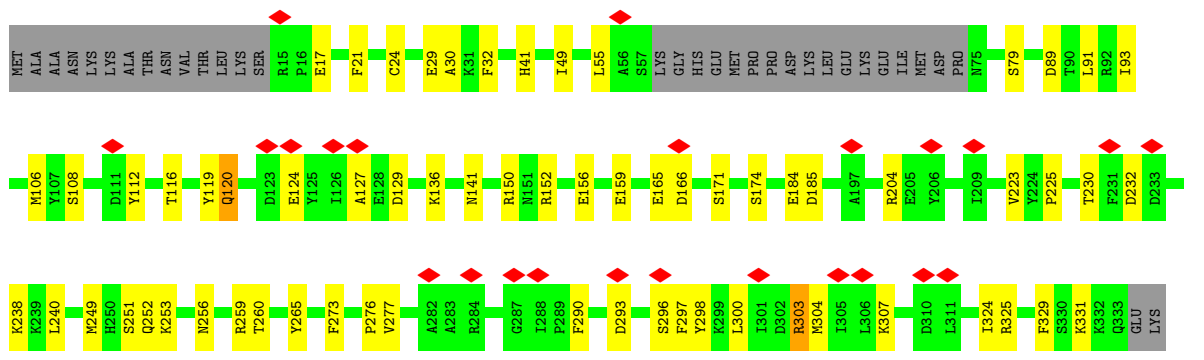 MET ALA ALA ASN LYS LYS ALA THR ASN VAL THR LEU LYS SER R15 P16 E17 F21 C24 E29 A30 K31 F32 H41 I49 L55 A56 S57 LYS GLY HIS GLU MET PRO PRO ASP LYS LEU GLU LYS GLU ILE MET ASP PRO N75 S79 D89 T90 L91 R92 I93
M106 Y107 S108 D111 Y112 T116 Y119 Q120 D123 E124 Y125 I126 A127 E128 D129 K136 N141 R150 N151 R152 E156 E159 E165 D166 S171 S174 E184 D185 A197 R204 E205 Y206 I209 V223 Y224 P225 T230 F231 D232 D233
K238 K239 L240 M249 H250 S251 Q252 K253 N256 R259 T260 Y265 F273 P276 V277 A282 A283 R284 G287 I288 P289 F290 D293 S296 F297 Y298 K299 L300 I301 D302 R303 M304 I305 L306 K307 D310 L311 I324 R325 F329 S330 K331 K332 Q333 GLU LYS